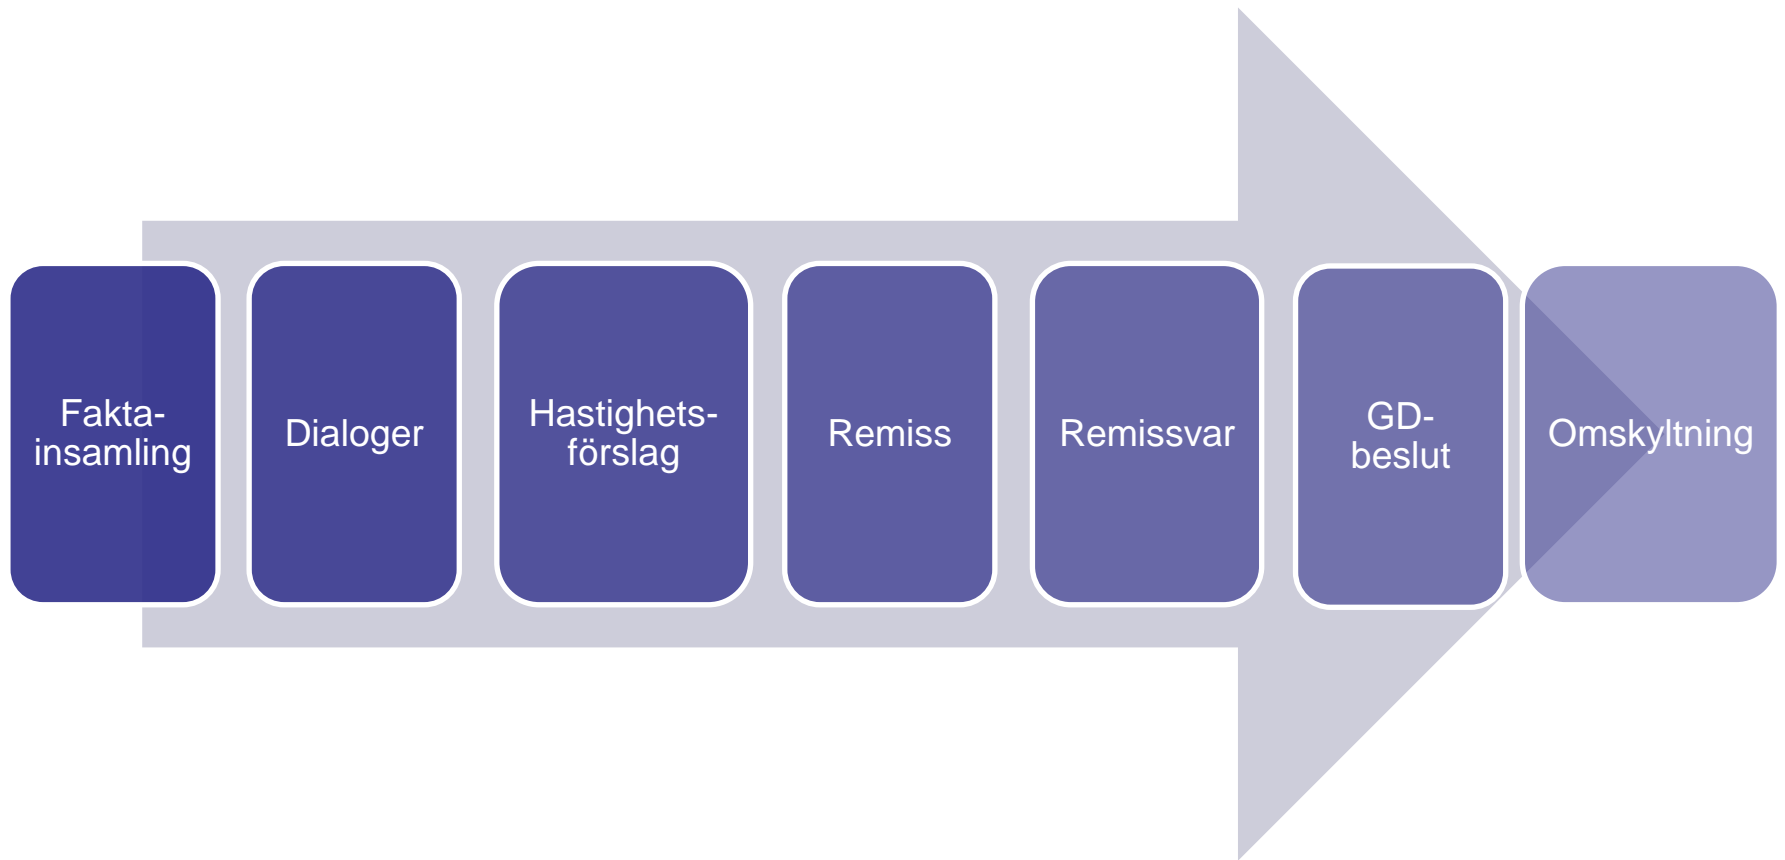 Fakta-
insamling
Dialoger
Hastighets-
förslag
Remiss
Remissvar
GD-
beslut
Omskyltning